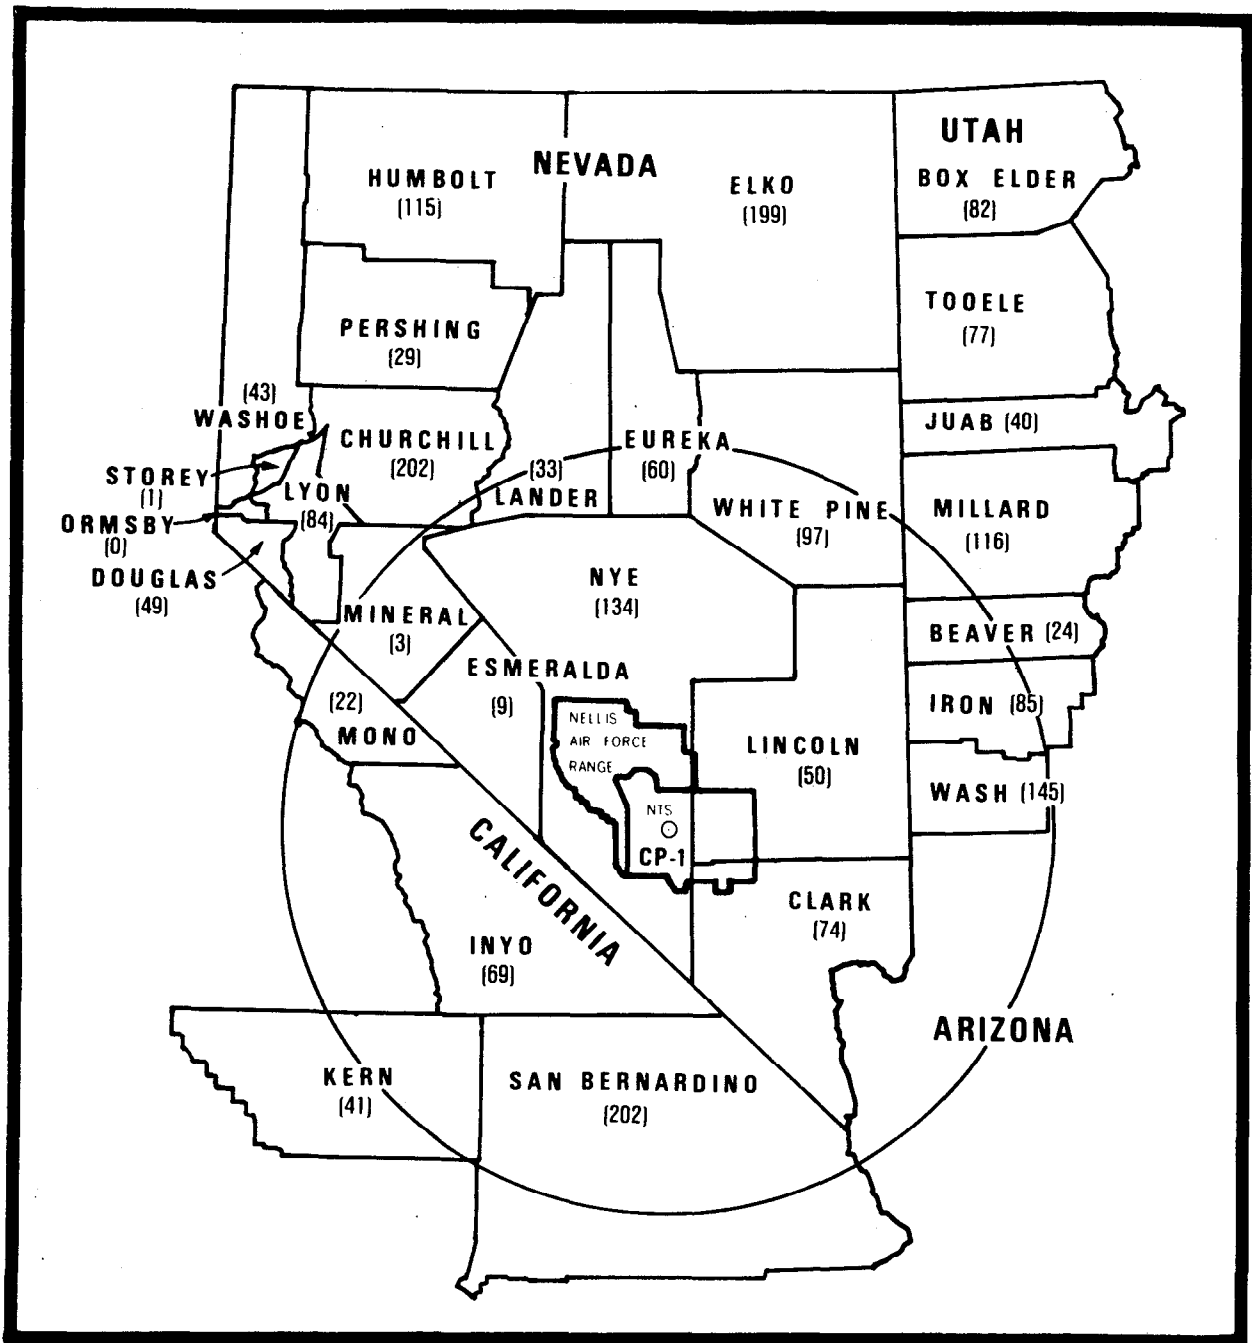 UTAH
NEVADA
HUMBOLT
(115)
ELKO
(199)
BOX ELDER
(82)
TOOELE
(77)
PERSHING
(29)
(43)
WASHOE
JUAB (40)
CHURCHILL
(202)
EUREKA
(60)
(33)
LANDER
STOREY
(1)
LYON
(84)
ORMSBY
(0)
WHITE PINE
(97)
MILLARD
(116)
DOUGLAS
(49)
NYE
(134)
MINERAL
(3)
BEAVER (24)
ESMERALDA
(9)
(22)
MONO
IRON (85)
NELLIS
AIR FORCE
RANGE
LINCOLN
(50)
WASH (145)
NTS
CP-1
CALIFORNIA
CLARK
(74)
INYO
(69)
ARIZONA
KERN
(41)
SAN BERNARDINO
(202)